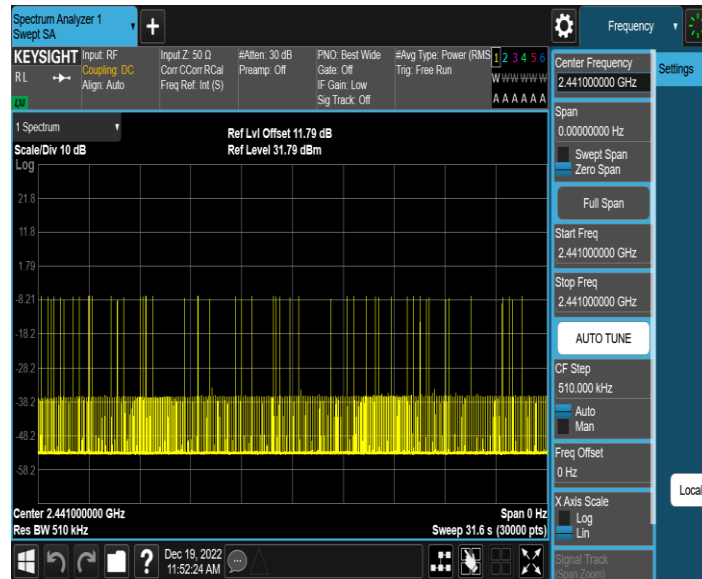 Spectrum Analyzer 1
Swept SA
Frequency
KEYSIGHT
R L
LXI
Input: RF
Coupling: DC
Align: Auto
Input Z: 50 Ω
Corr CCorr RCal
Freq Ref: Int (S)
#Atten: 30 dB
Preamp: Off
PNO: Best Wide
Gate: Off
IF Gain: Low
Sig Track: Off
#Avg Type: Power (RMS
Trig: Free Run
1 2 3 4 5 6
W W W W W W
A A A A A A
1 Spectrum
Scale/Div 10 dB
Log
Ref Lvl Offset 11.79 dB
Ref Level 31.79 dBm
21.8
11.8
1.79
-8.21
-18.2
-28.2
-38.2
-48.2
-58.2
Center 2.441000000 GHz
Res BW 510 kHz
Span 0 Hz
Sweep 31.6 s (30000 pts)
Dec 19, 2022
11:52:24 AM
?
Center Frequency
2.441000000 GHz
Settings
Span
0.00000000 Hz
Swept Span
Zero Span
Full Span
Start Freq
2.441000000 GHz
Stop Freq
2.441000000 GHz
AUTO TUNE
CF Step
510.000 kHz
Auto
Man
Freq Offset
0 Hz
X Axis Scale
Log
Lin
Local
Signal Track
(Span Zoom)